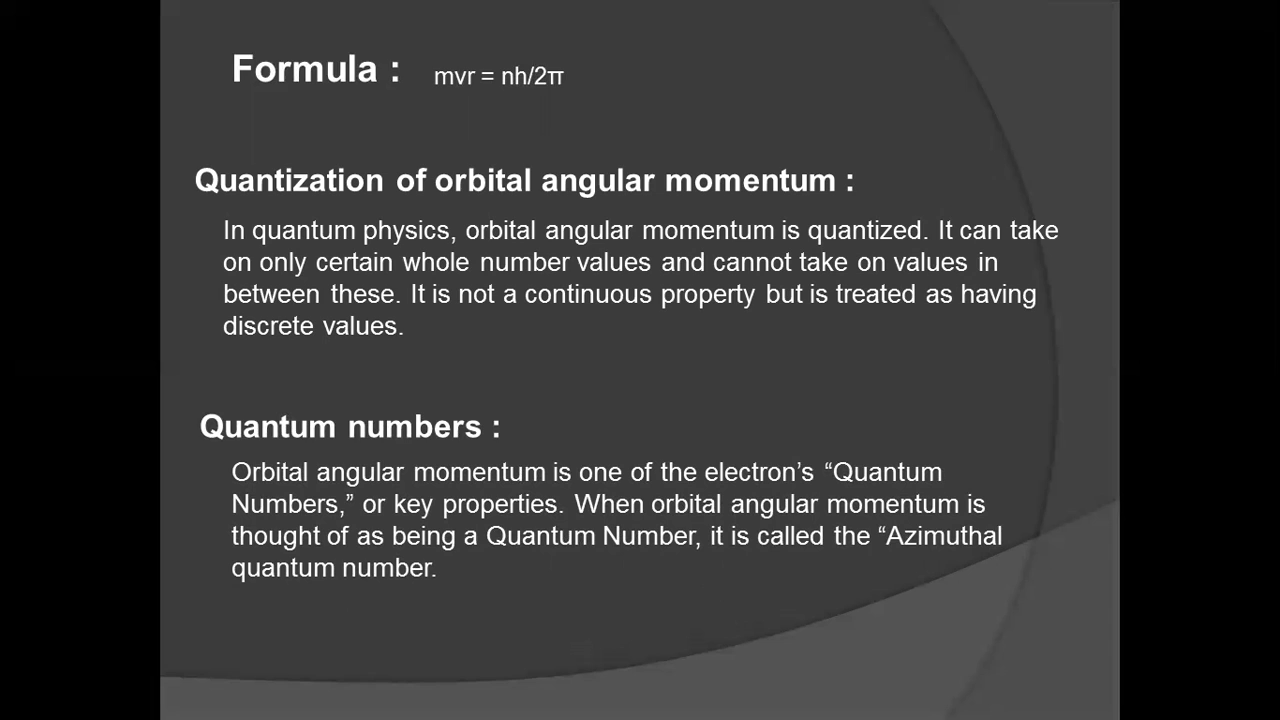 Formula : mvr = nh/2π
Quantization of orbital angular momentum :
In quantum physics, orbital angular momentum is quantized. It can take
on only certain whole number values and cannot take on values in
between these. It is not a continuous property but is treated as having
discrete values.
Quantum numbers :
Orbital angular momentum is one of the electron’s “Quantum
Numbers,” or key properties. When orbital angular momentum is
thought of as being a Quantum Number, it is called the “Azimuthal
quantum number.